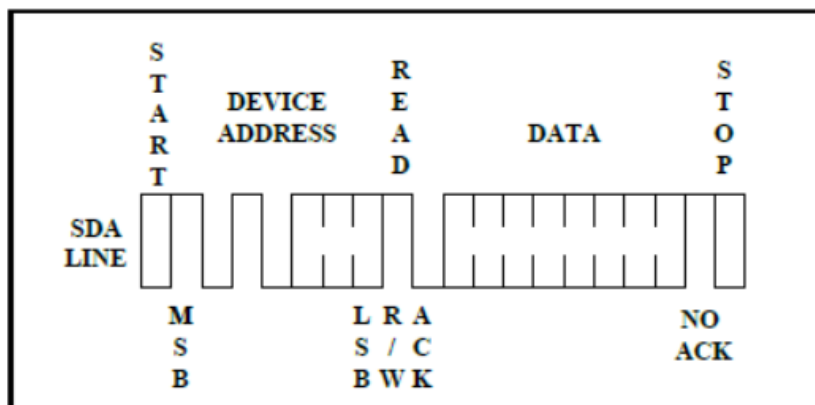 START
DEVICE
ADDRESS
READ
DATA
STOP
SDA
LINE
MSB
LSB
R/W
ACK
NO
ACK